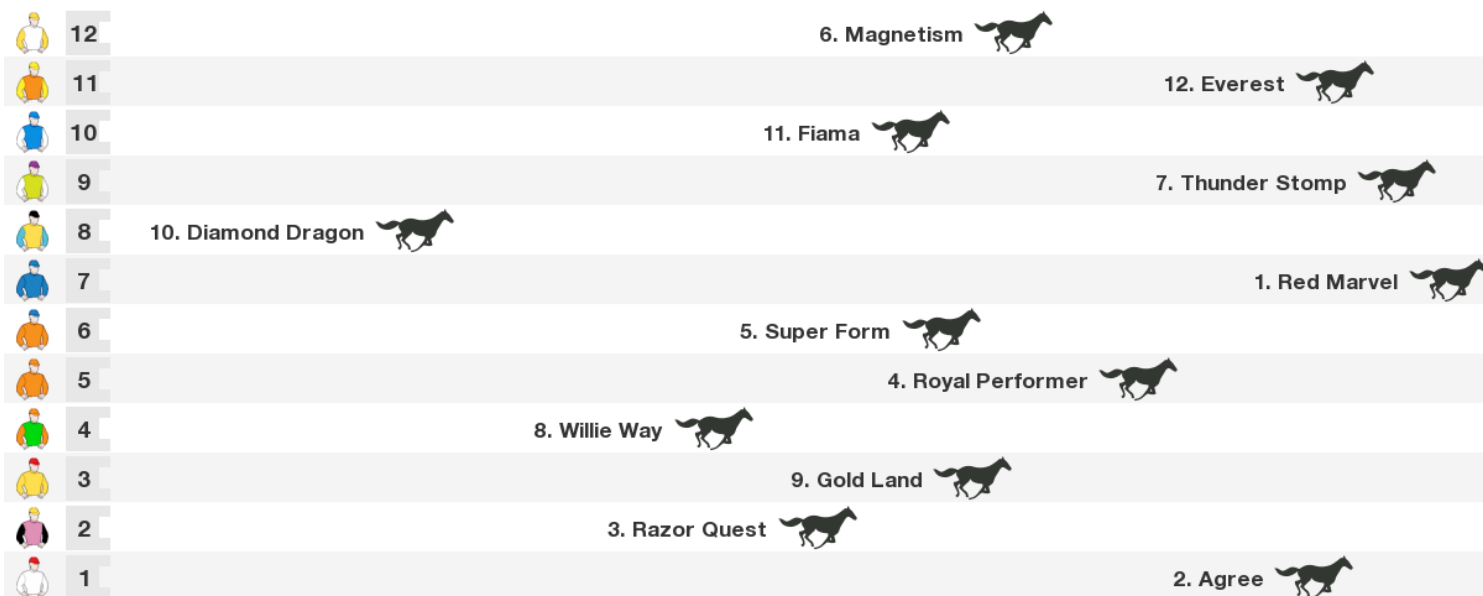 12 6. Magnetism
11 12. Everest
10 11. Fiama
9 7. Thunder Stomp
8 10. Diamond Dragon
7 1. Red Marvel
6 5. Super Form
5 4. Royal Performer
4 8. Willie Way
3 9. Gold Land
2 3. Razor Quest
1 2. Agree